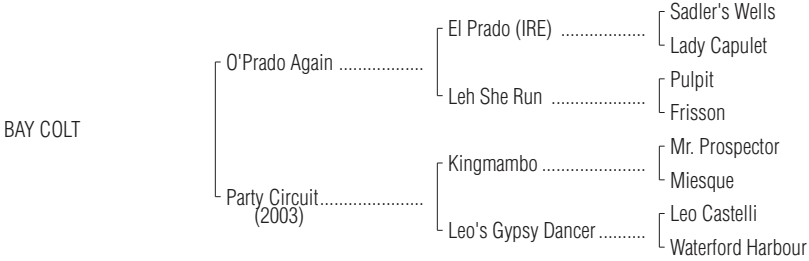 Sadler's Wells
El Prado (IRE) ..................
Lady Capulet
O'Prado Again ..................
Pulpit
Leh She Run ....................
Frisson
BAY COLT
Mr. Prospector
Kingmambo ......................
Miesque
Party Circuit......................
(2003)
Leo Castelli
Leo's Gypsy Dancer ..........
Waterford Harbour